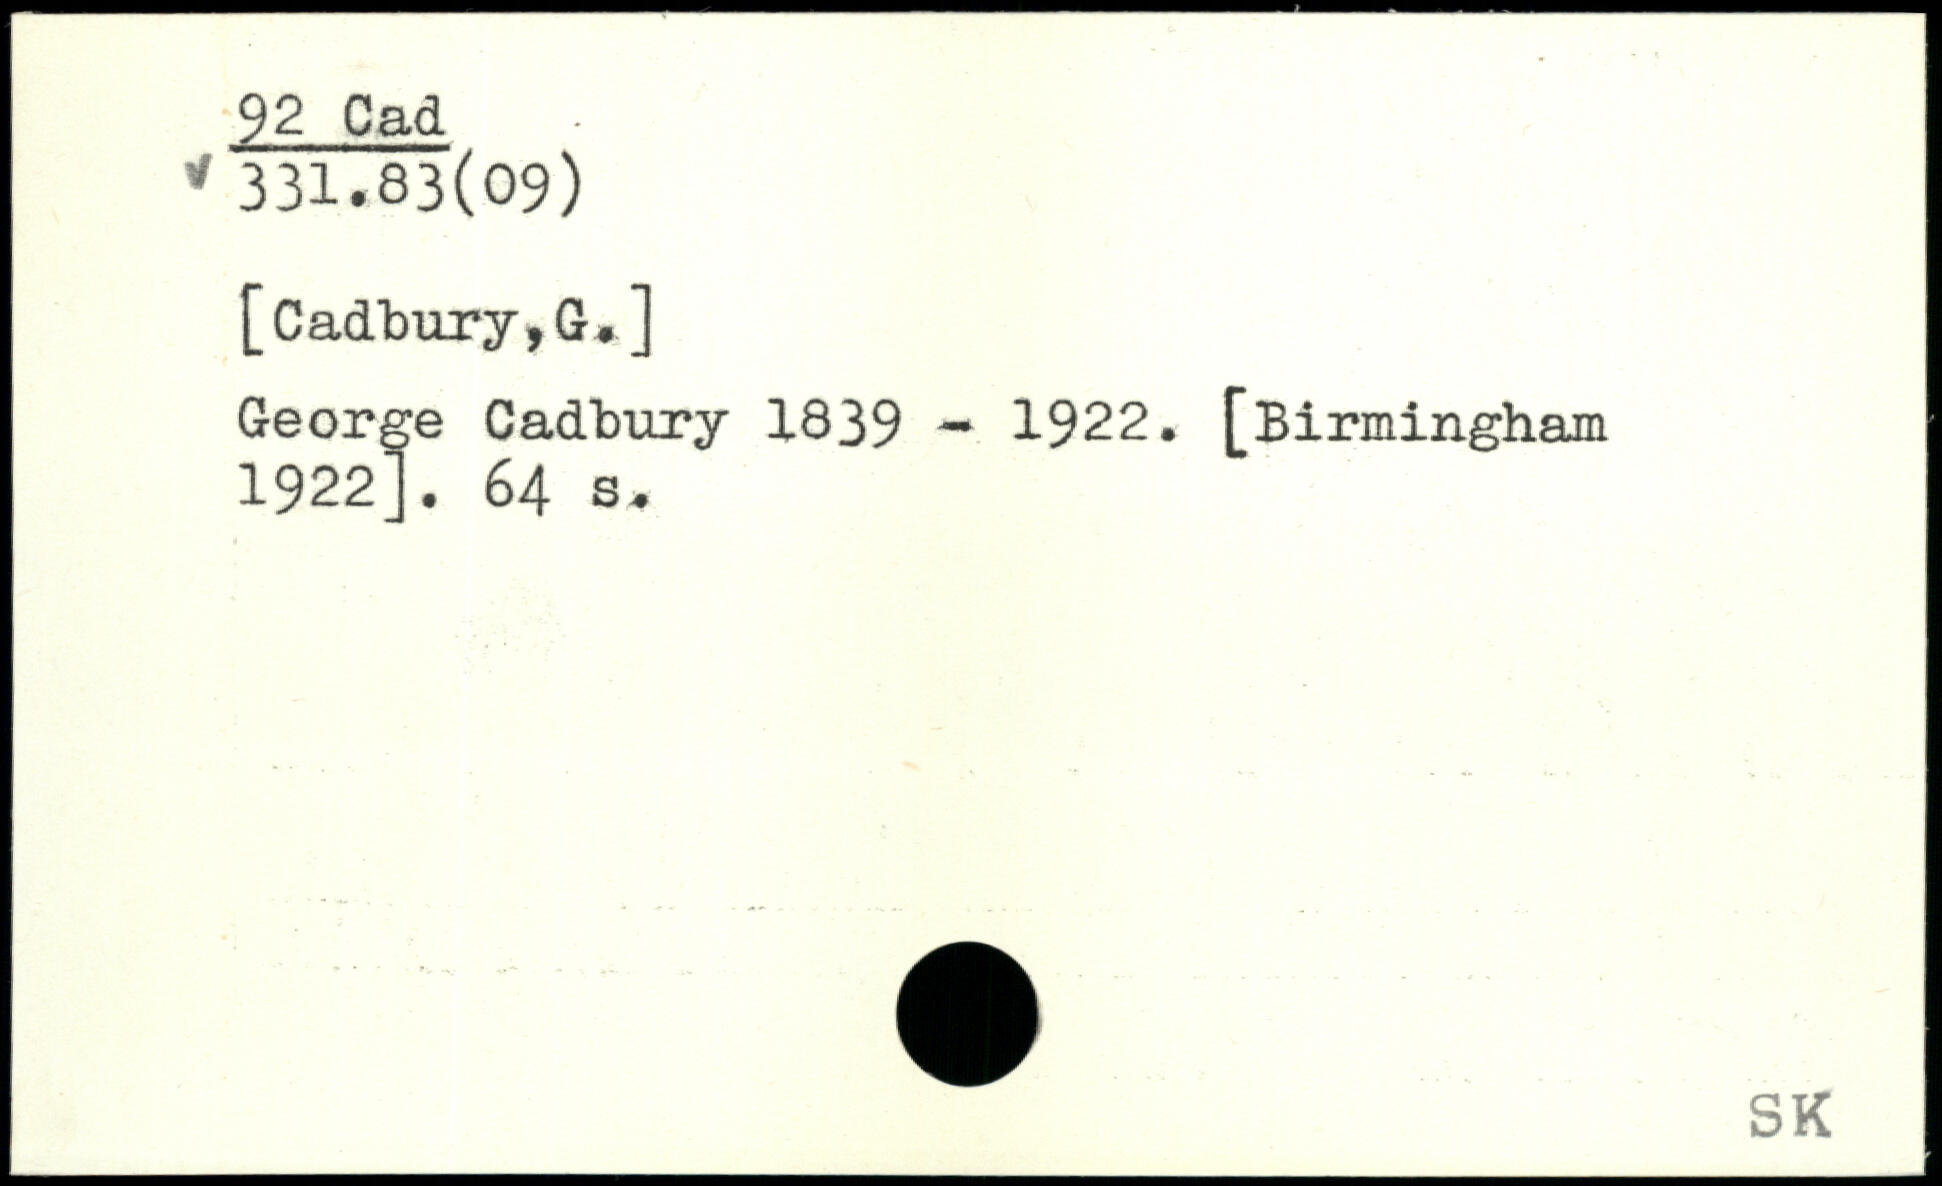 92 Cad
✓ 331.83(09)
[Cadbury,G.]
George Cadbury 1839 - 1922. [Birmingham
1922]. 64 s.
SK